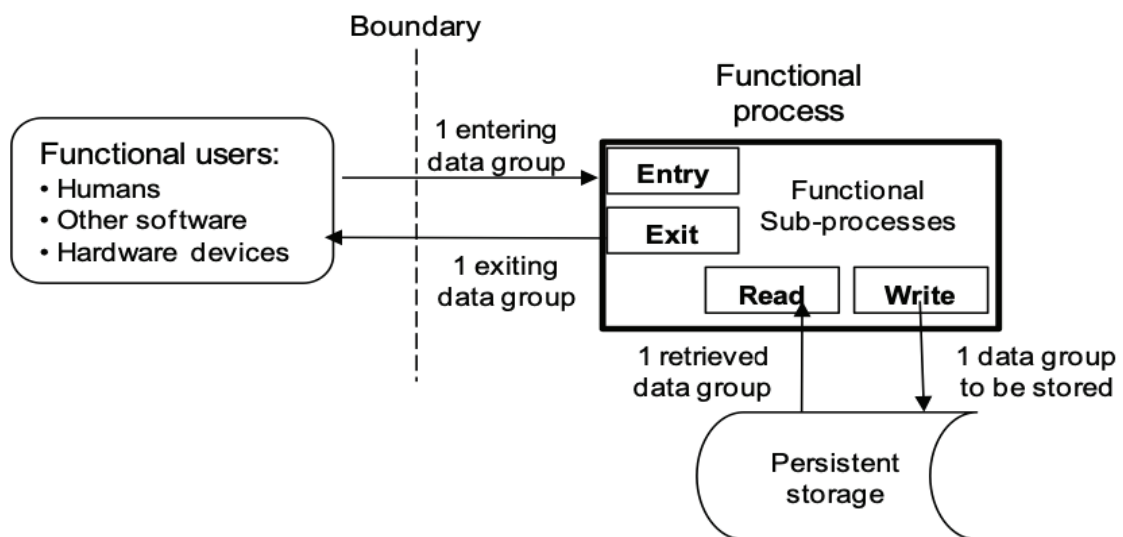 Boundary
Functional
process
1 entering
data group
Functional users:
• Humans
• Other software
• Hardware devices
Entry
Functional
Sub-processes
Exit
1 exiting
data group
Read
Write
1 retrieved
data group
1 data group
to be stored
Persistent
storage